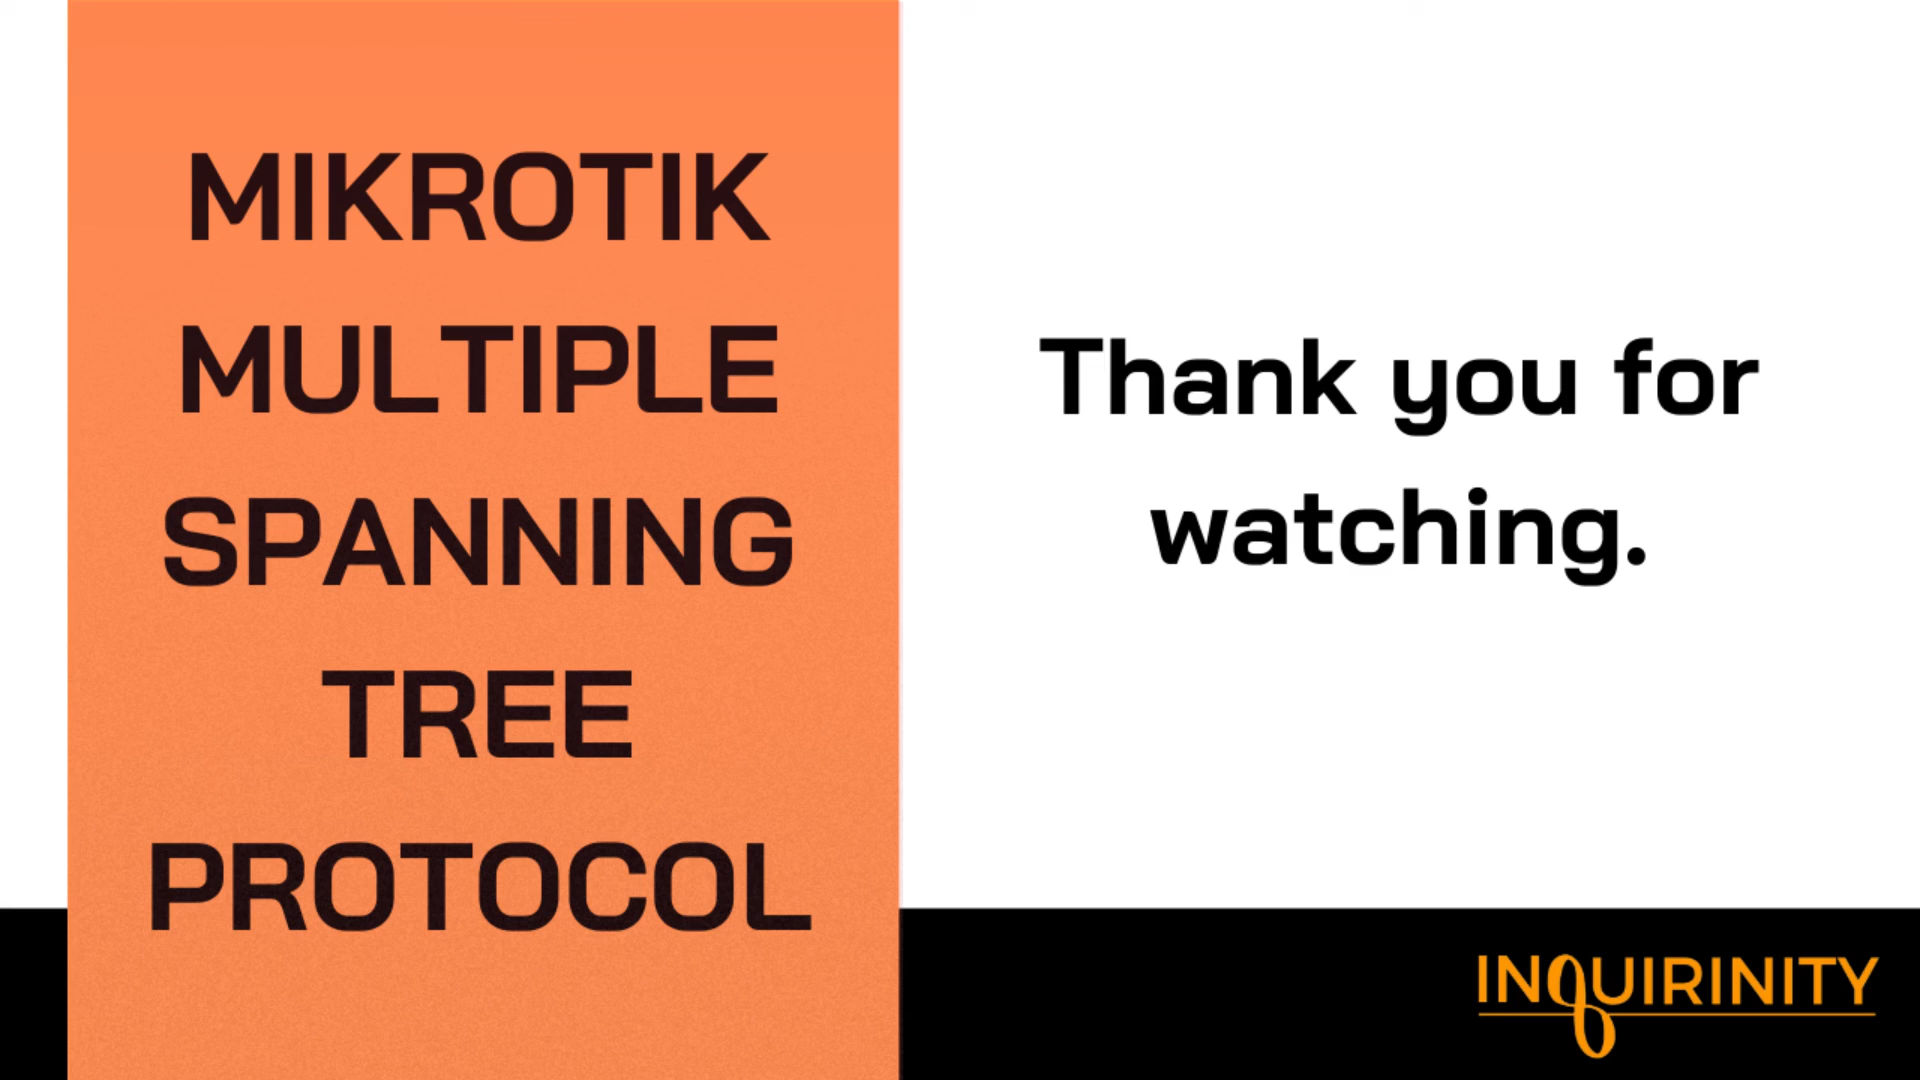 MIKROTIK
MULTIPLE
SPANNING
TREE
PROTOCOL
Thank you for
watching.
INQUIRINITY